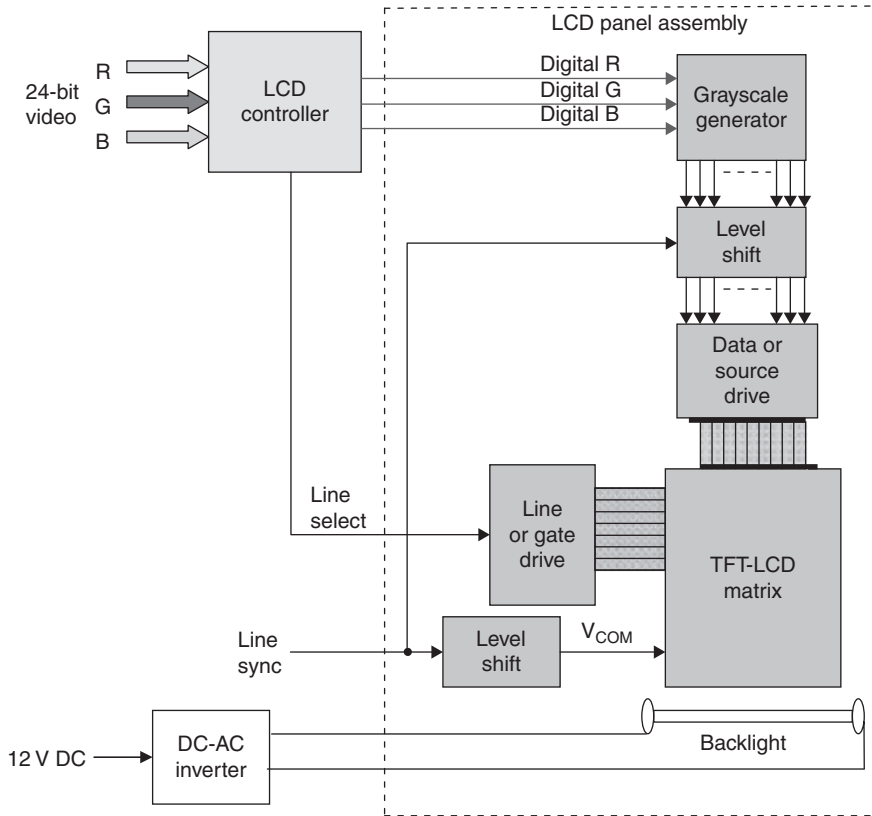 LCD panel assembly
24-bit
video
R
G
B
LCD
controller
Digital R
Digital G
Digital B
Grayscale
generator
Level
shift
Data or
source
drive
Line
select
Line
or gate
drive
TFT-LCD
matrix
Line
sync
Level
shift
VCOM
12 V DC
DC-AC
inverter
Backlight